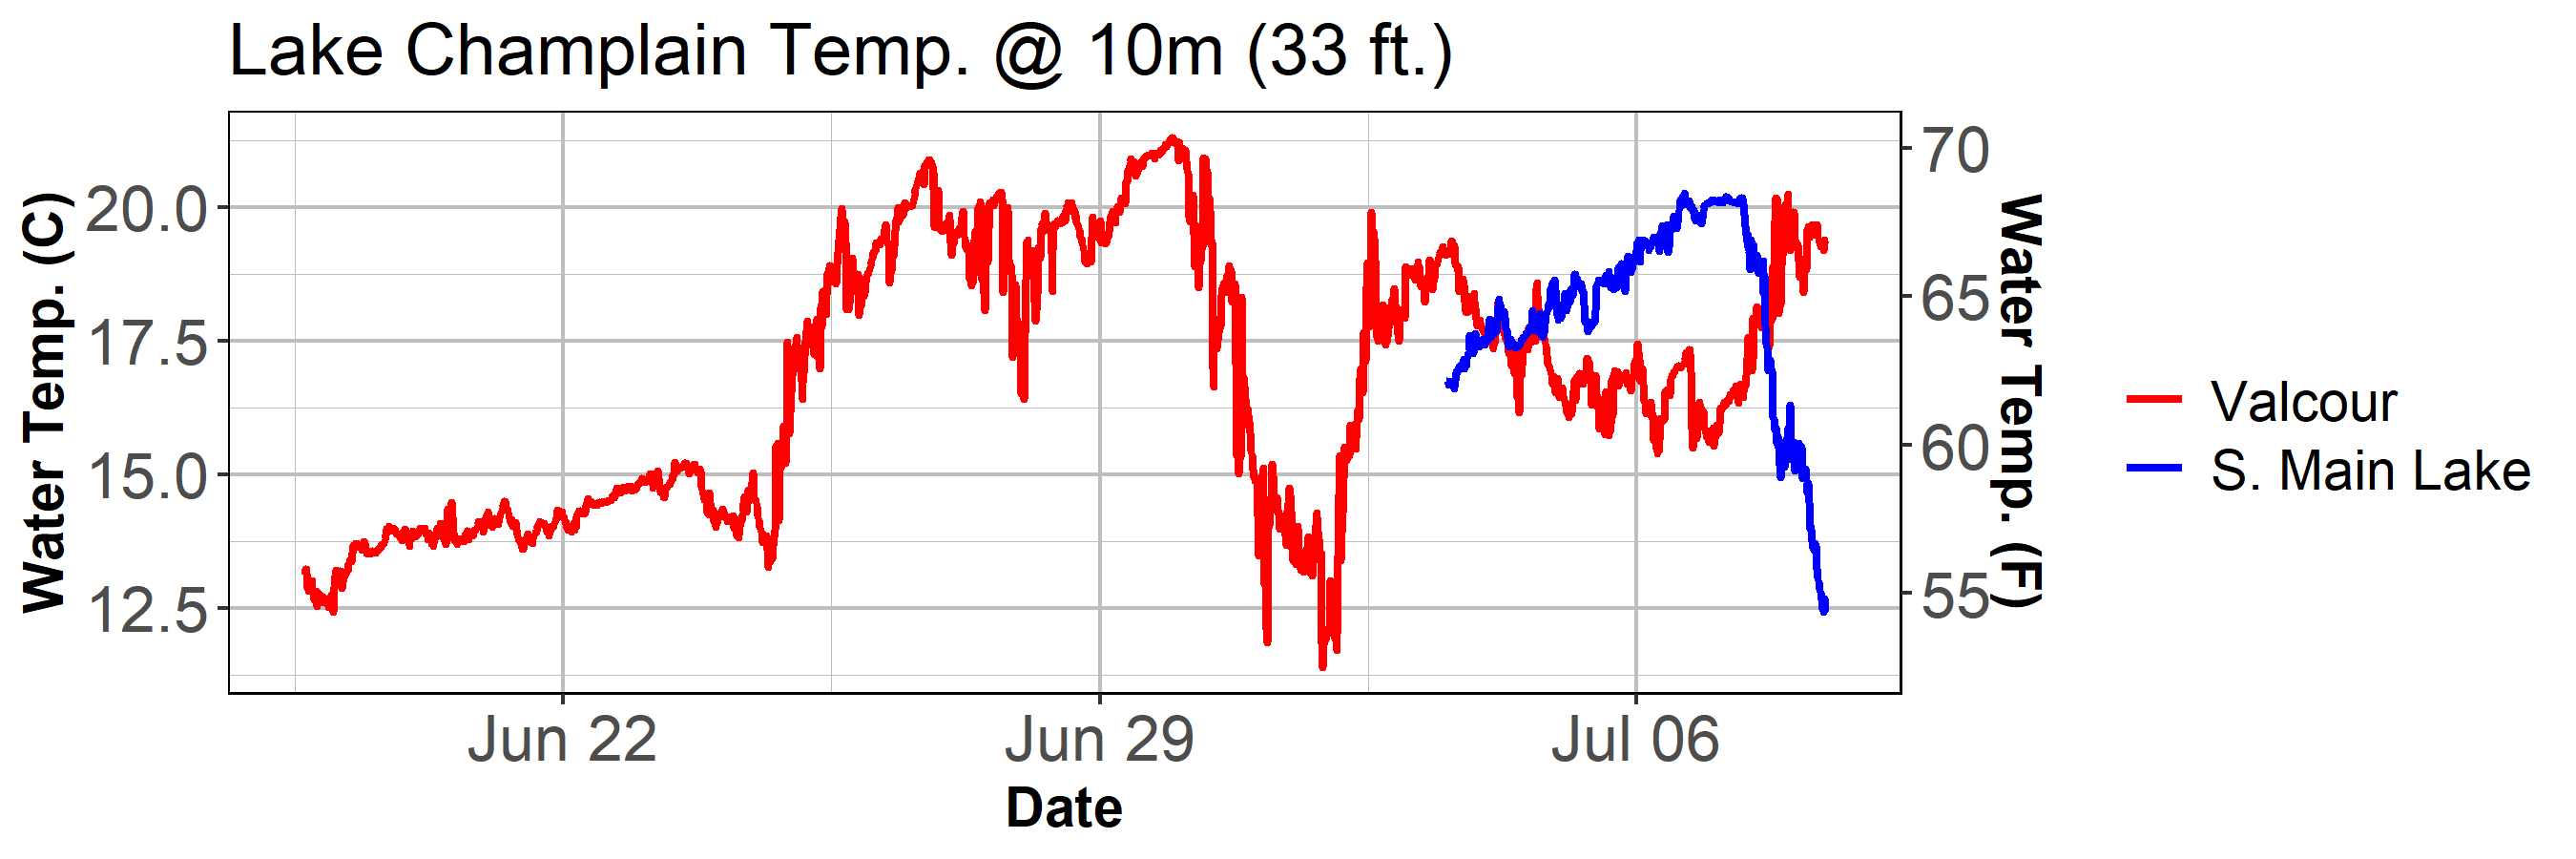 Lake Champlain Temp. @ 10m (33 ft.)
Water Temp. (C)
20.0
17.5
15.0
12.5
70
65
60
55
Water Temp. (F)
Jun 22
Jun 29
Jul 06
Date
Valcour
S. Main Lake